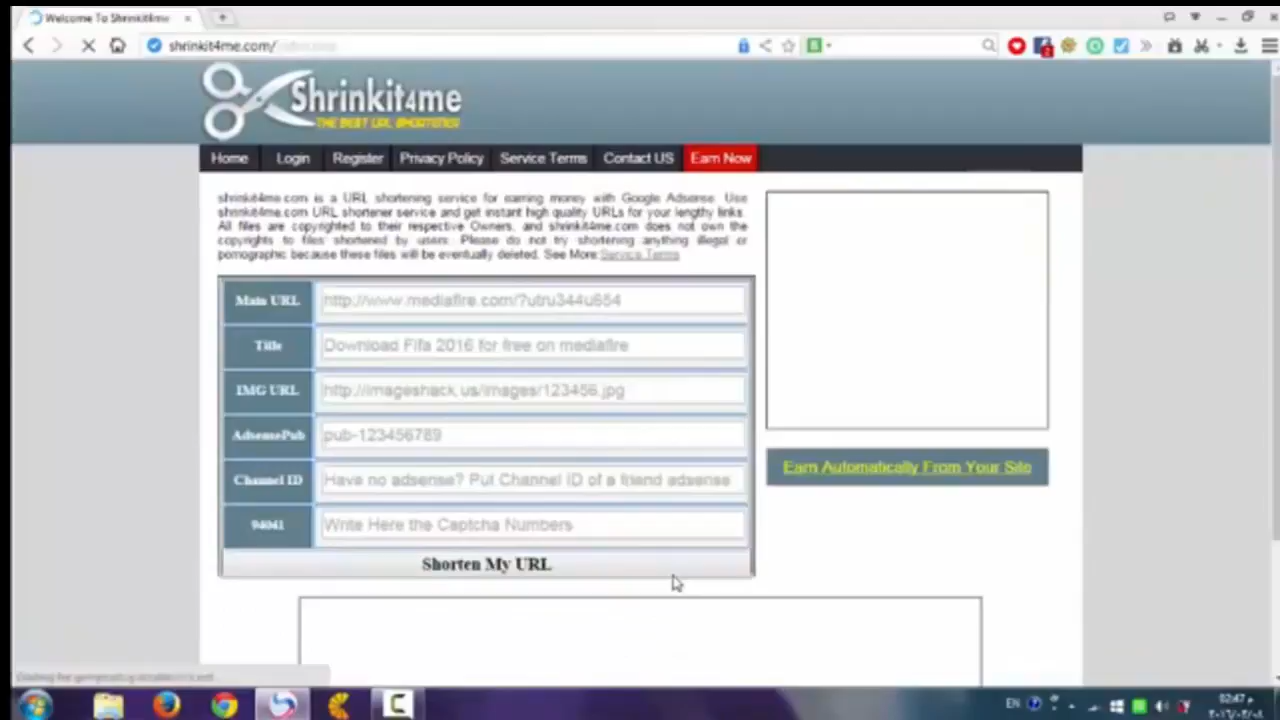 Welcome To Shrinkit4me
shrinkit4me.com/
Shrinkit4me
THE BEST URL SHORTENER
Home Login Register Privacy Policy Service Terms Contact US Earn Now
shrinkit4me.com is a URL shortening service for earning money with Google Adsense. Use
shrinkit4me.com URL shortener service and get instant high quality URLs for your lengthy links.
All files are copyrighted to their respective Owners, and shrinkit4me.com does not own the
copyrights to files shortened by users. Please do not try shortening anything illegal or
pornographic because these files will be eventually deleted. See More: Service Terms
Main URL http://www.mediafire.com/?utru344u654
Title Download Fifa 2016 for free on mediafire
IMG URL http://imageshack.us/images/123456.jpg
AdsensePub pub-123456789
Channel ID Have no adsense? Put Channel ID of a friend adsense
94041 Write Here the Captcha Numbers
Shorten My URL
Earn Automatically From Your Site
EN
02:47 م